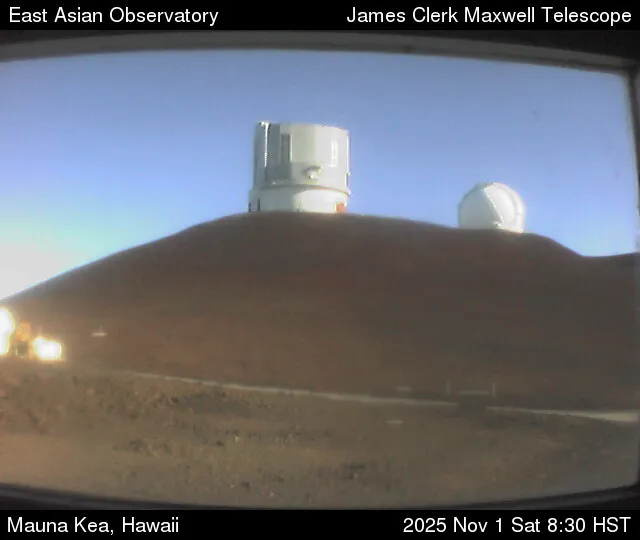 East Asian Observatory
James Clerk Maxwell Telescope
Mauna Kea, Hawaii
2025 Nov 1 Sat 8:30 HST